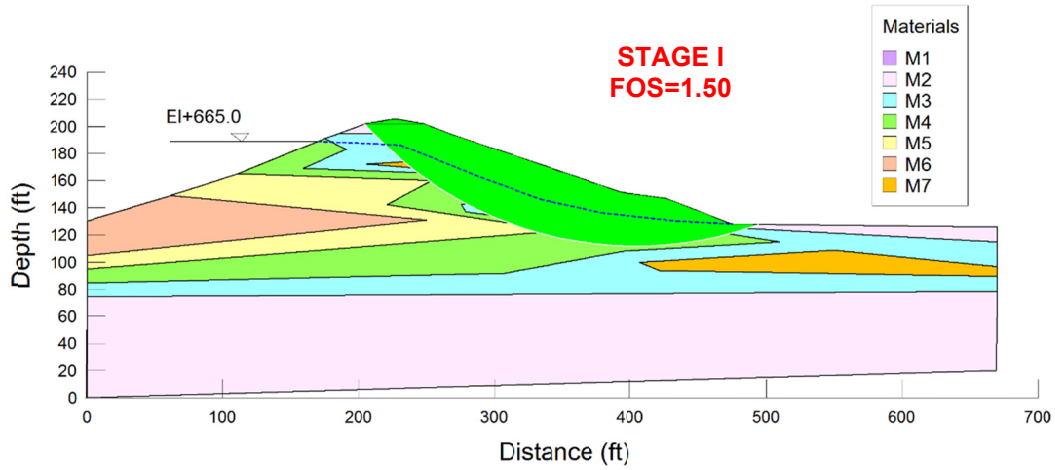 STAGE I
FOS=1.50
Materials
M1
M2
M3
M4
M5
M6
M7
El+665.0
Depth (ft)
240
220
200
180
160
140
120
100
80
60
40
20
0
0 100 200 300 400 500 600 700
Distance (ft)